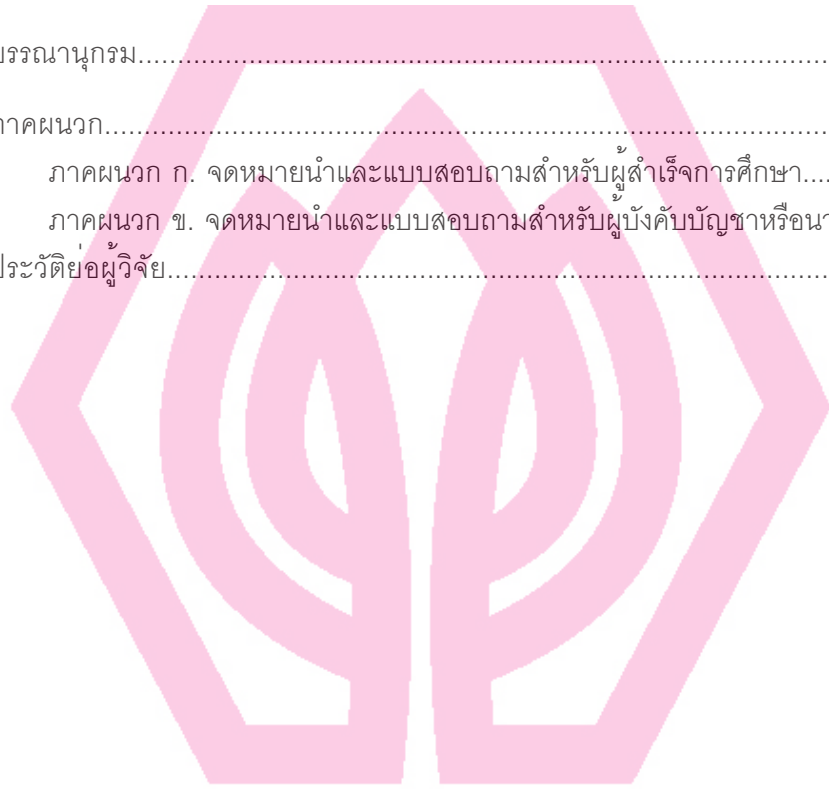 บรรณานุกรม..........................................................................................
ภาคผนวก..............................................................................................
ภาคผนวก ก. จดหมายนำและแบบสอบถามสำหรับผู้สำเร็จการศึกษา....
ภาคผนวก ข. จดหมายนำและแบบสอบถามสำหรับผู้บังคับบัญชาหรือนา
ประวัติย่อผู้วิจัย.......................................................................................